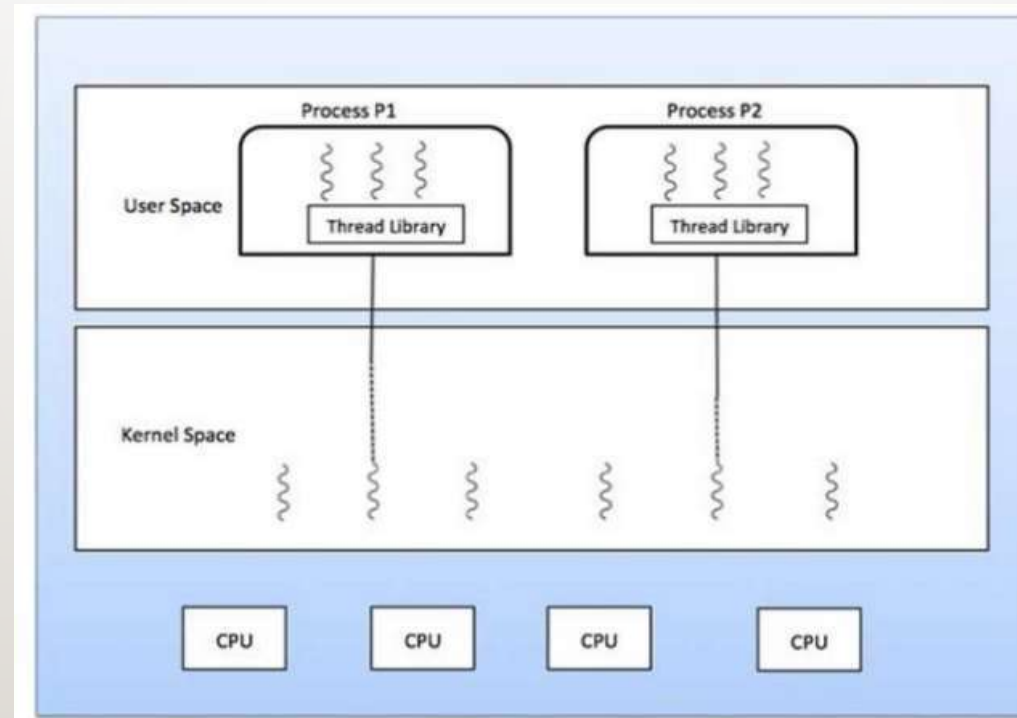 Process P1
Process P2
User Space
Thread Library
Thread Library
Kernel Space
CPU
CPU
CPU
CPU